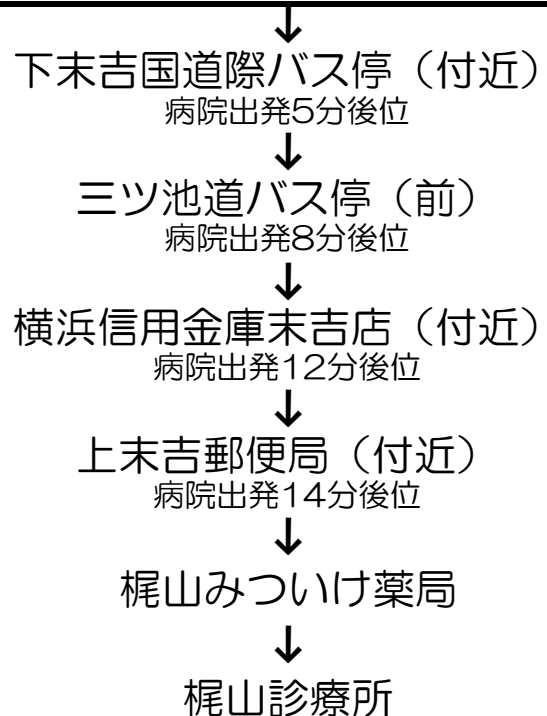 ↓
下末吉国道際バス停（付近）
病院出発5分後位
↓
三ツ池道バス停（前）
病院出発8分後位
↓
横浜信用金庫末吉店（付近）
病院出発12分後位
↓
上末吉郵便局（付近）
病院出発14分後位
↓
梶山みついけ薬局
↓
梶山診療所